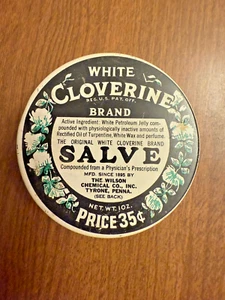 WHITE
CLOVERINE
REG. U.S. PAT. OFF.
BRAND
Active Ingredient: White Petroleum Jelly com-
pounded with physiologically inactive amounts of
Rectified Oil of Turpentine, White Wax and perfume.
THE ORIGINAL WHITE CLOVERINE BRAND
SALVE
Compounded from a Physician's Prescription
MFD. SINCE 1895 BY
THE WILSON
CHEMICAL CO., INC.
TYRONE, PENNA.
(SEE BACK)
NET. WT. 1 OZ.
PRICE 35¢